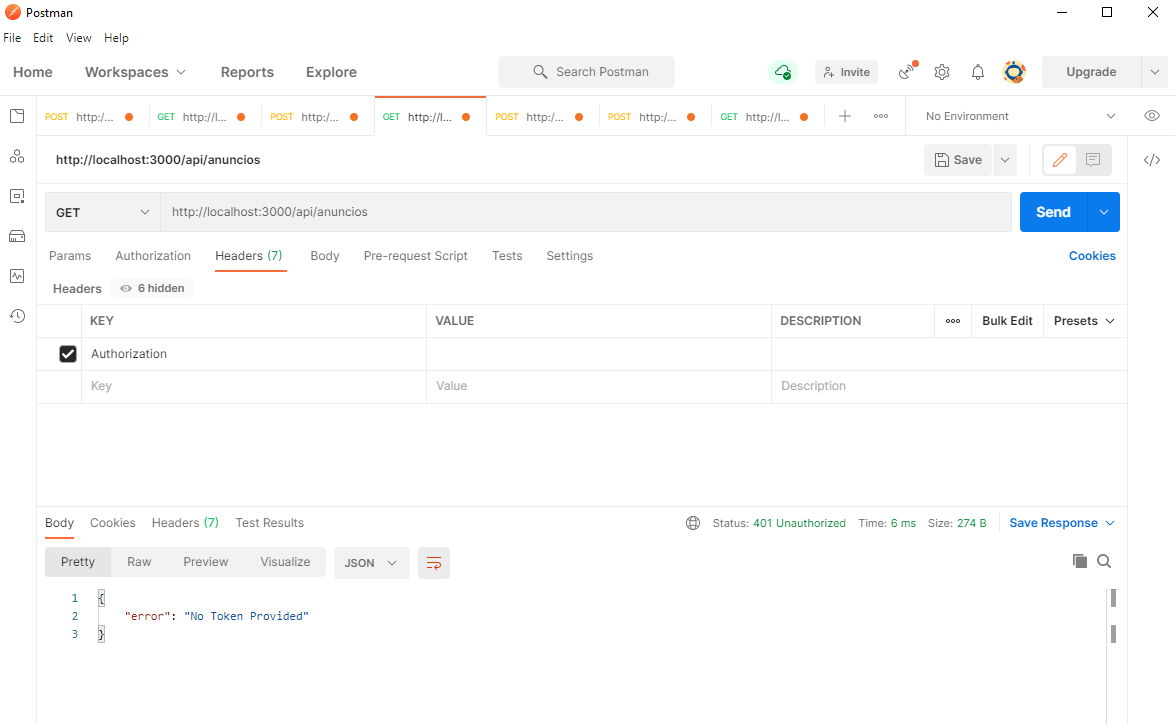 Postman
File Edit View Help
Home Workspaces Reports Explore Search Postman Invite Upgrade
POST http:/... GET http://l... POST http:/... GET http://l... POST http:/... POST http:/... GET http://l... No Environment
http://localhost:3000/api/anuncios Save
GET http://localhost:3000/api/anuncios Send
Params Authorization Headers (7) Body Pre-request Script Tests Settings Cookies
Headers 6 hidden
KEY VALUE DESCRIPTION Bulk Edit Presets
Authorization
Key Value Description
Body Cookies Headers (7) Test Results Status: 401 Unauthorized Time: 6 ms Size: 274 B Save Response
Pretty Raw Preview Visualize JSON
1 {
2 "error": "No Token Provided"
3 }